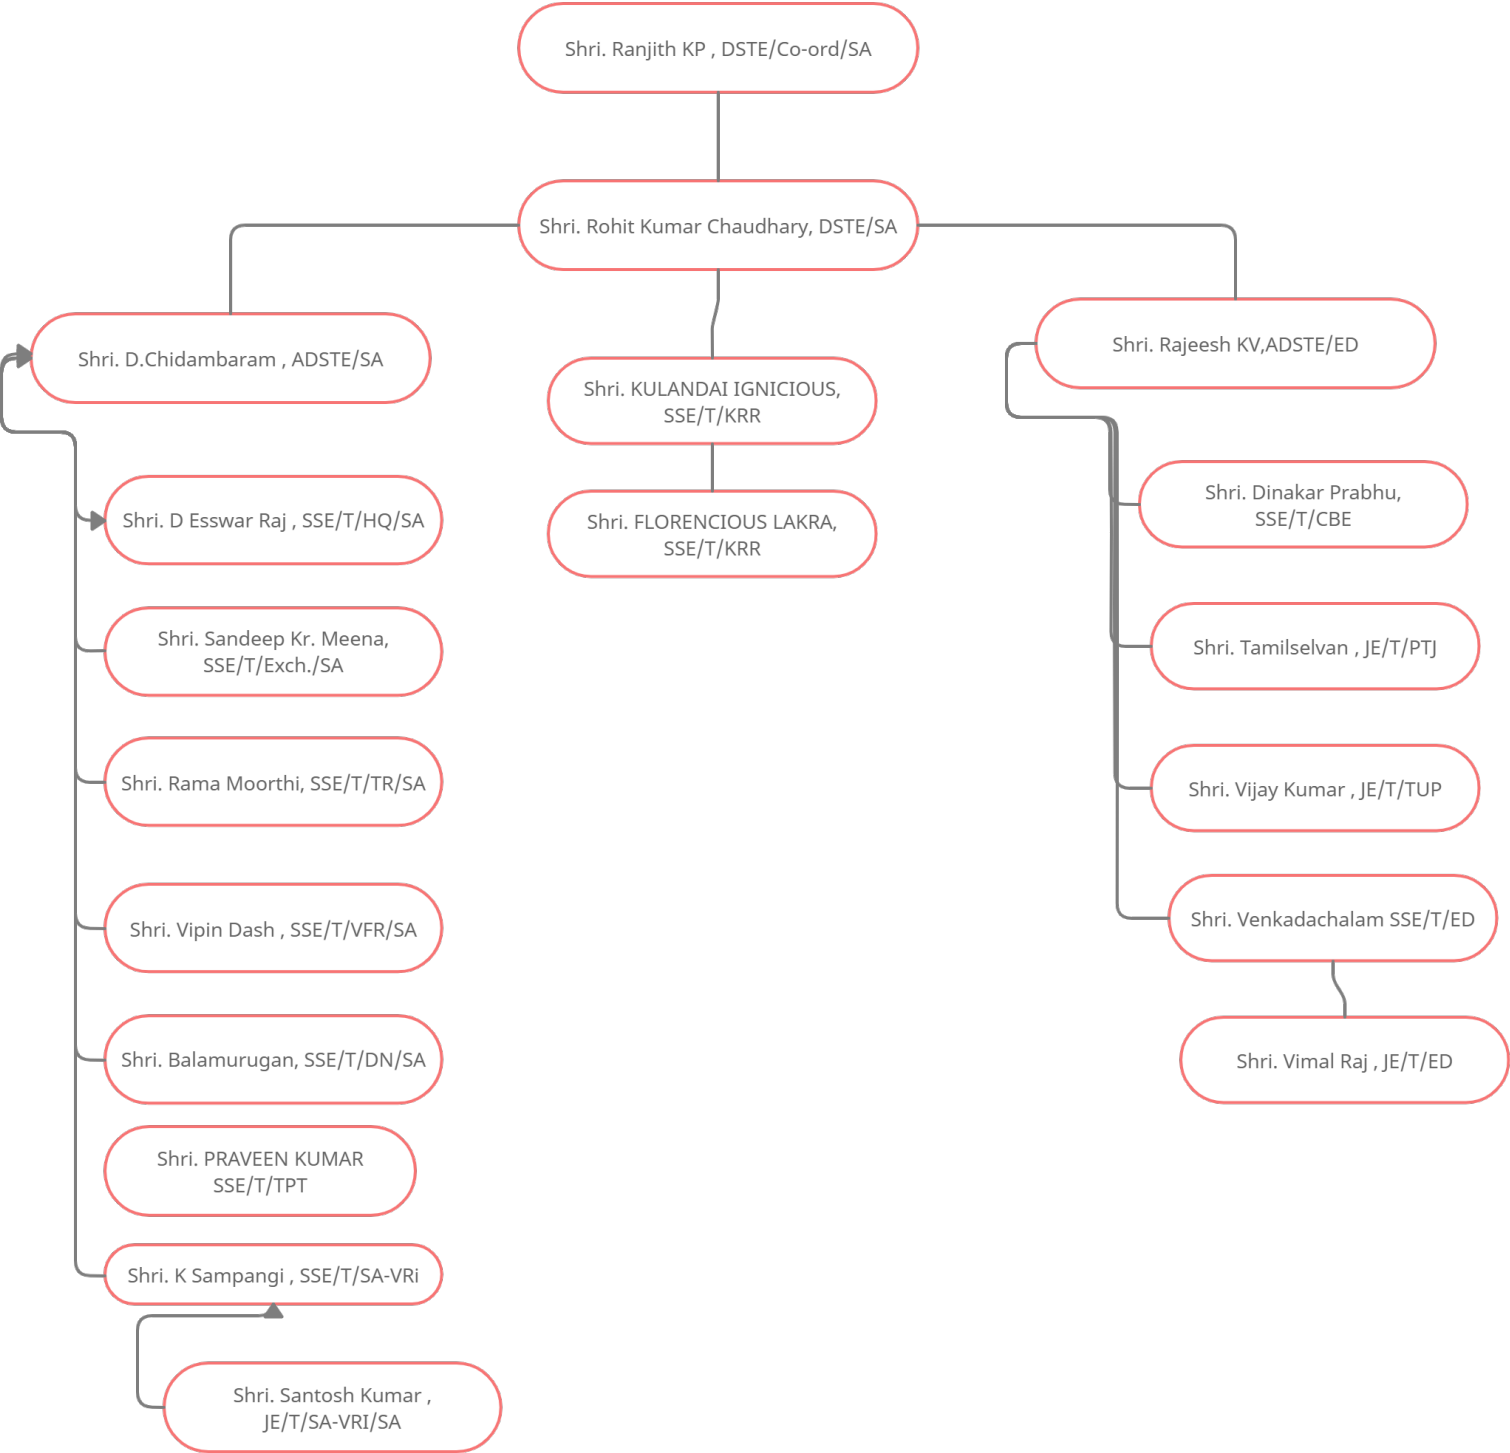 Shri. Ranjith KP , DSTE/Co-ord/SA
Shri. Rohit Kumar Chaudhary, DSTE/SA
Shri. D.Chidambaram , ADSTE/SA
Shri. D Esswar Raj , SSE/T/HQ/SA
Shri. Sandeep Kr. Meena,
SSE/T/Exch./SA
Shri. Rama Moorthi, SSE/T/TR/SA
Shri. Vipin Dash , SSE/T/VFR/SA
Shri. Balamurugan, SSE/T/DN/SA
Shri. PRAVEEN KUMAR
SSE/T/TPT
Shri. K Sampangi , SSE/T/SA-VRi
Shri. Santosh Kumar ,
JE/T/SA-VRI/SA
Shri. KULANDAI IGNICIOUS,
SSE/T/KRR
Shri. FLORENCIOUS LAKRA,
SSE/T/KRR
Shri. Rajeesh KV,ADSTE/ED
Shri. Dinakar Prabhu,
SSE/T/CBE
Shri. Tamilselvan , JE/T/PTJ
Shri. Vijay Kumar , JE/T/TUP
Shri. Venkadachalam SSE/T/ED
Shri. Vimal Raj , JE/T/ED